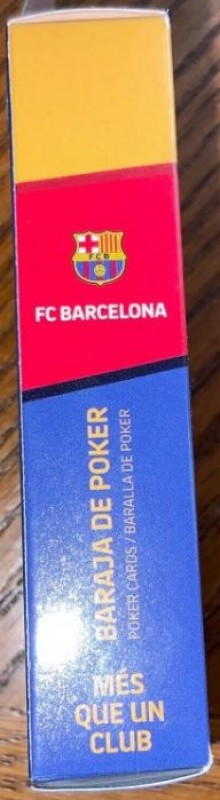 FCB
FC BARCELONA
BARAJA DE POKER
POKER CARDS / BARALLA DE POKER
MÉS
QUE UN
CLUB